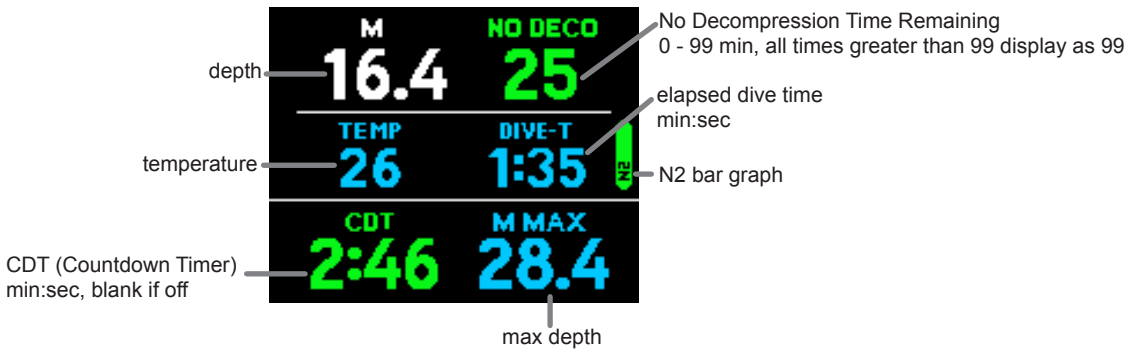 M NO DECO
16.4 25
TEMP DIVE-T
26 1:35
N2
CDT M MAX
2:46 28.4
depth
temperature
CDT (Countdown Timer)
min:sec, blank if off
No Decompression Time Remaining
0 - 99 min, all times greater than 99 display as 99
elapsed dive time
min:sec
N2 bar graph
max depth